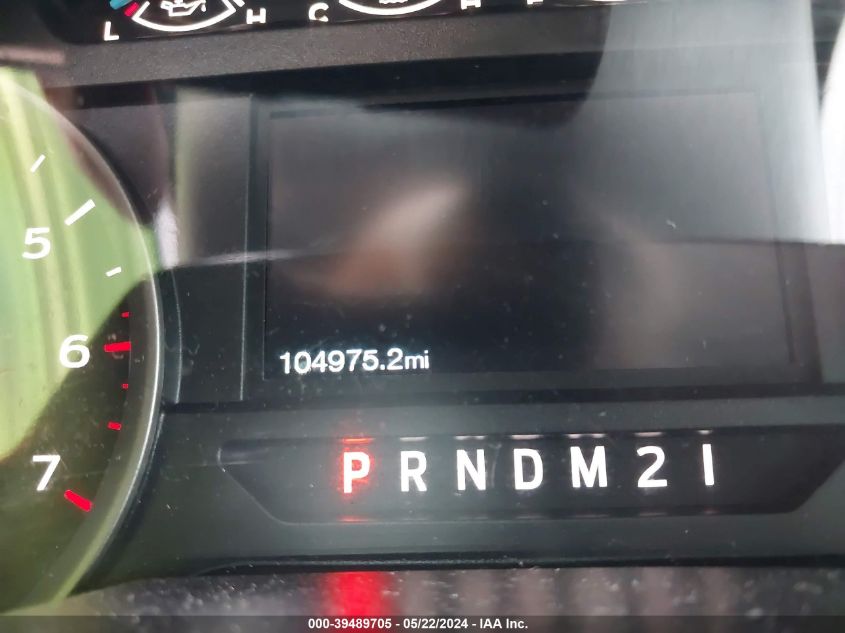 L H C H
5
6
104975.2mi
7
P R N D M 2 1
000-39489705 - 05/22/2024 - IAA Inc.